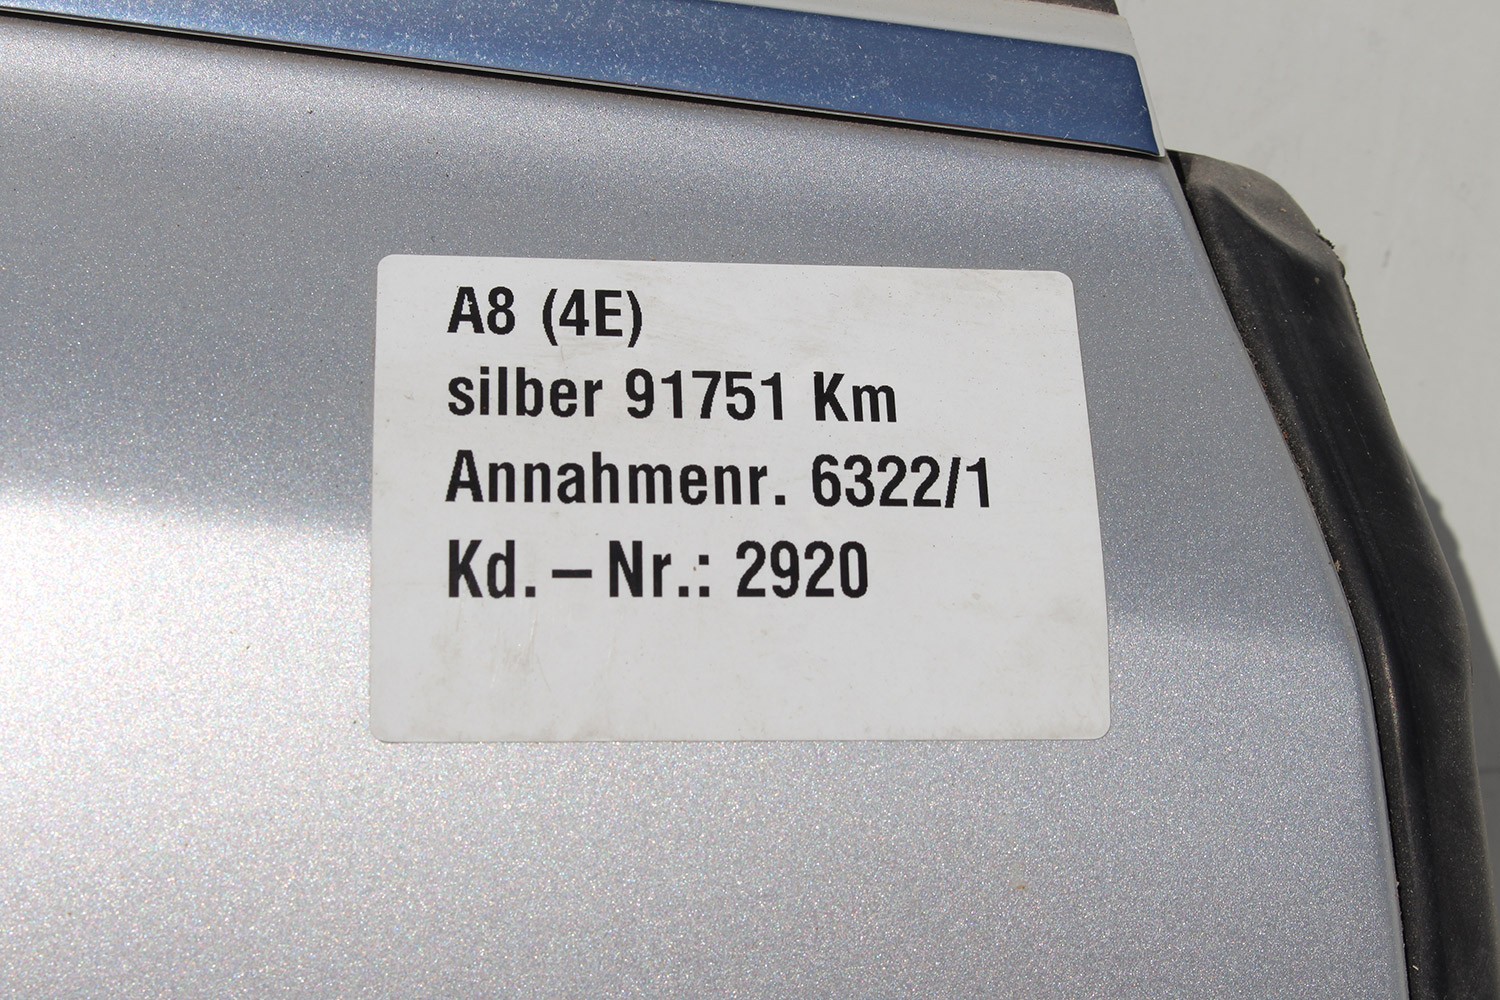 A8 (4E)
silber 91751 Km
Annahmenr. 6322/1
Kd. – Nr.: 2920